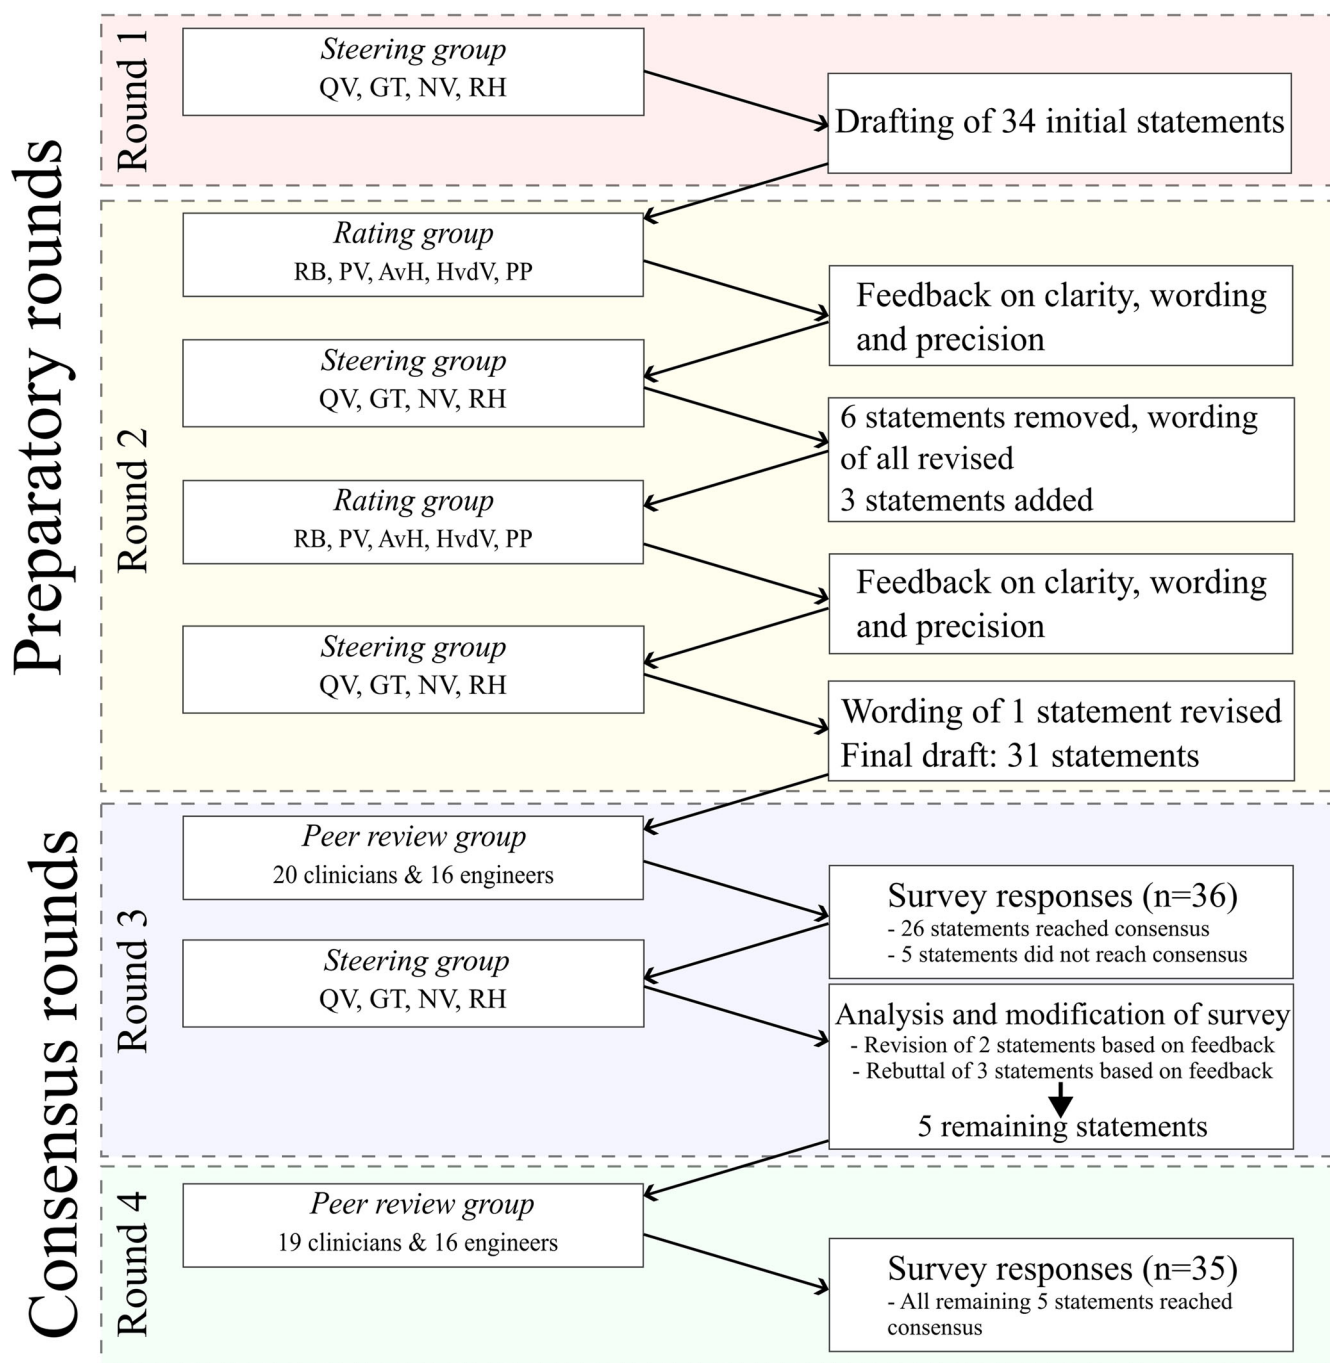 Preparatory rounds
Round 1
Steering group
QV, GT, NV, RH
Drafting of 34 initial statements
Round 2
Rating group
RB, PV, AvH, HvdV, PP
Feedback on clarity, wording
and precision
Steering group
QV, GT, NV, RH
6 statements removed, wording
of all revised
3 statements added
Rating group
RB, PV, AvH, HvdV, PP
Feedback on clarity, wording
and precision
Steering group
QV, GT, NV, RH
Wording of 1 statement revised
Final draft: 31 statements
Consensus rounds
Round 3
Peer review group
20 clinicians & 16 engineers
Survey responses (n=36)
- 26 statements reached consensus
- 5 statements did not reach consensus
Steering group
QV, GT, NV, RH
Analysis and modification of survey
- Revision of 2 statements based on feedback
- Rebuttal of 3 statements based on feedback
5 remaining statements
Round 4
Peer review group
19 clinicians & 16 engineers
Survey responses (n=35)
- All remaining 5 statements reached
consensus